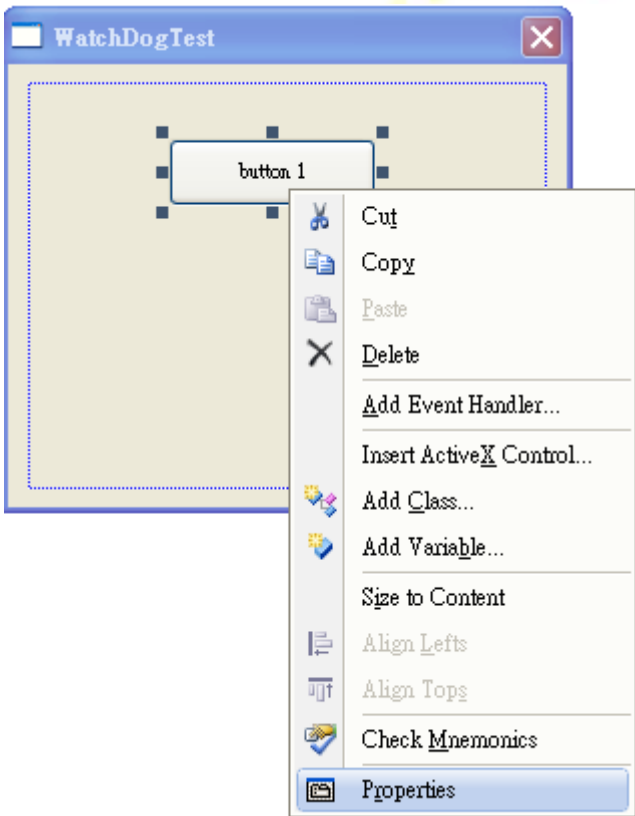 WatchDogTest
button 1
Cut
Copy
Paste
Delete
Add Event Handler...
Insert ActiveX Control...
Add Class...
Add Variable...
Size to Content
Align Lefts
Align Tops
Check Mnemonics
Properties